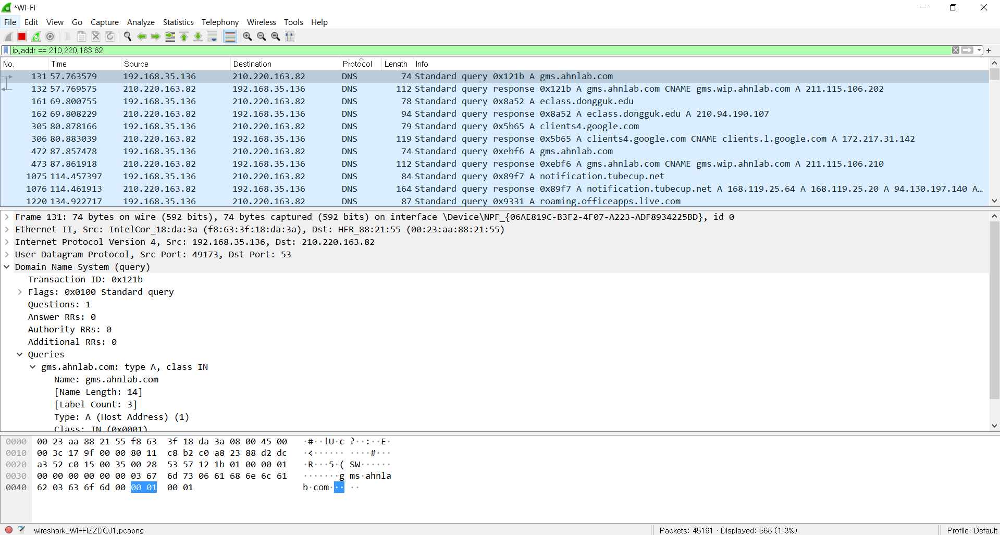 *Wi-Fi
File Edit View Go Capture Analyze Statistics Telephony Wireless Tools Help
ip.addr == 210.220.163.82
No. Time Source Destination Protocol Length Info
131 57.763579 192.168.35.136 210.220.163.82 DNS 74 Standard query 0x121b A gms.ahnlab.com
132 57.769575 210.220.163.82 192.168.35.136 DNS 112 Standard query response 0x121b A gms.ahnlab.com CNAME gms.wip.ahnlab.com A 211.115.106.202
161 69.800755 192.168.35.136 210.220.163.82 DNS 78 Standard query 0x8a52 A eclass.dongguk.edu
162 69.808229 210.220.163.82 192.168.35.136 DNS 94 Standard query response 0x8a52 A eclass.dongguk.edu A 210.94.190.107
305 80.878166 192.168.35.136 210.220.163.82 DNS 79 Standard query 0x5b65 A clients4.google.com
306 80.883039 210.220.163.82 192.168.35.136 DNS 119 Standard query response 0x5b65 A clients4.google.com CNAME clients.l.google.com A 172.217.31.142
472 87.857478 192.168.35.136 210.220.163.82 DNS 74 Standard query 0xebf6 A gms.ahnlab.com
473 87.861918 210.220.163.82 192.168.35.136 DNS 112 Standard query response 0xebf6 A gms.ahnlab.com CNAME gms.wip.ahnlab.com A 211.115.106.210
1075 114.457397 192.168.35.136 210.220.163.82 DNS 84 Standard query 0x89f7 A notification.tubecup.net
1076 114.461913 210.220.163.82 192.168.35.136 DNS 164 Standard query response 0x89f7 A notification.tubecup.net A 168.119.25.64 A 168.119.25.20 A 94.130.197.140 A…
1220 134.922717 192.168.35.136 210.220.163.82 DNS 87 Standard query 0x9331 A roaming.officeapps.live.com
Frame 131: 74 bytes on wire (592 bits), 74 bytes captured (592 bits) on interface \Device\NPF_{06AE819C-B3F2-4F07-A223-ADF8934225BD}, id 0
Ethernet II, Src: IntelCor_18:da:3a (f8:63:3f:18:da:3a), Dst: HFR_88:21:55 (00:23:aa:88:21:55)
Internet Protocol Version 4, Src: 192.168.35.136, Dst: 210.220.163.82
User Datagram Protocol, Src Port: 49173, Dst Port: 53
Domain Name System (query)
Transaction ID: 0x121b
Flags: 0x0100 Standard query
Questions: 1
Answer RRs: 0
Authority RRs: 0
Additional RRs: 0
Queries
gms.ahnlab.com: type A, class IN
Name: gms.ahnlab.com
[Name Length: 14]
[Label Count: 3]
Type: A (Host Address) (1)
Class: IN (0x0001)
0000 00 23 aa 88 21 55 f8 63 3f 18 da 3a 08 00 45 00 ·#··!U·c ?··:··E·
0010 00 3c 17 9f 00 00 80 11 c8 b2 c0 a8 23 88 d2 dc ·<······ ····#···
0020 a3 52 c0 15 00 35 00 28 53 57 12 1b 01 00 00 01 ·R···5·( SW······
0030 00 00 00 00 00 00 03 67 6d 73 06 61 68 6e 6c 61 ·······g ms·ahnla
0040 62 03 63 6f 6d 00 00 01 00 01 b·com··· ··
wireshark_Wi-FiZZDQJ1.pcapng Packets: 45191 · Displayed: 568 (1.3%) Profile: Default